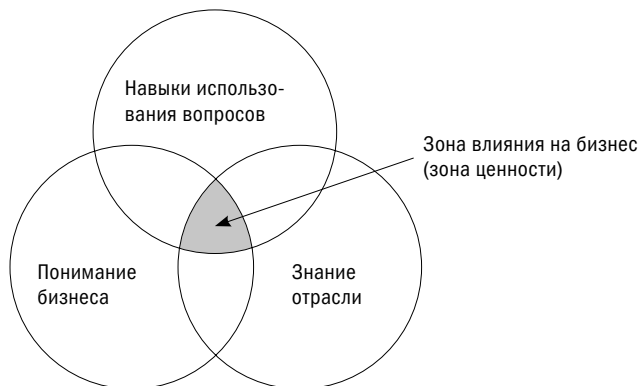 Навыки использо-
вания вопросов
Зона влияния на бизнес
(зона ценности)
Понимание
бизнеса
Знание
отрасли